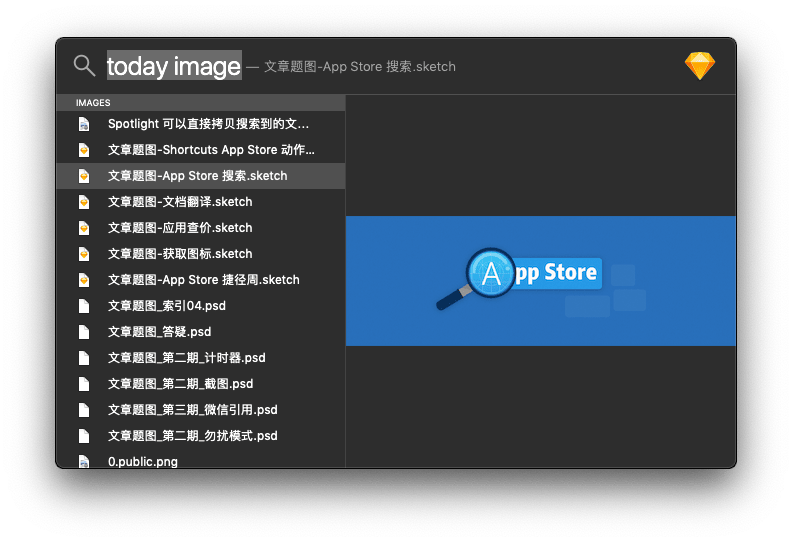 today image — 文章题图-App Store 搜索.sketch
IMAGES
Spotlight 可以直接拷贝搜索到的文...
文章题图-Shortcuts App Store 动作...
文章题图-App Store 搜索.sketch
文章题图-文档翻译.sketch
文章题图-应用查价.sketch
文章题图-获取图标.sketch
文章题图-App Store 捷径周.sketch
文章题图_索引04.psd
文章题图_答疑.psd
文章题图_第二期_计时器.psd
文章题图_第二期_截图.psd
文章题图_第三期_微信引用.psd
文章题图_第二期_勿扰模式.psd
0.public.png
App Store